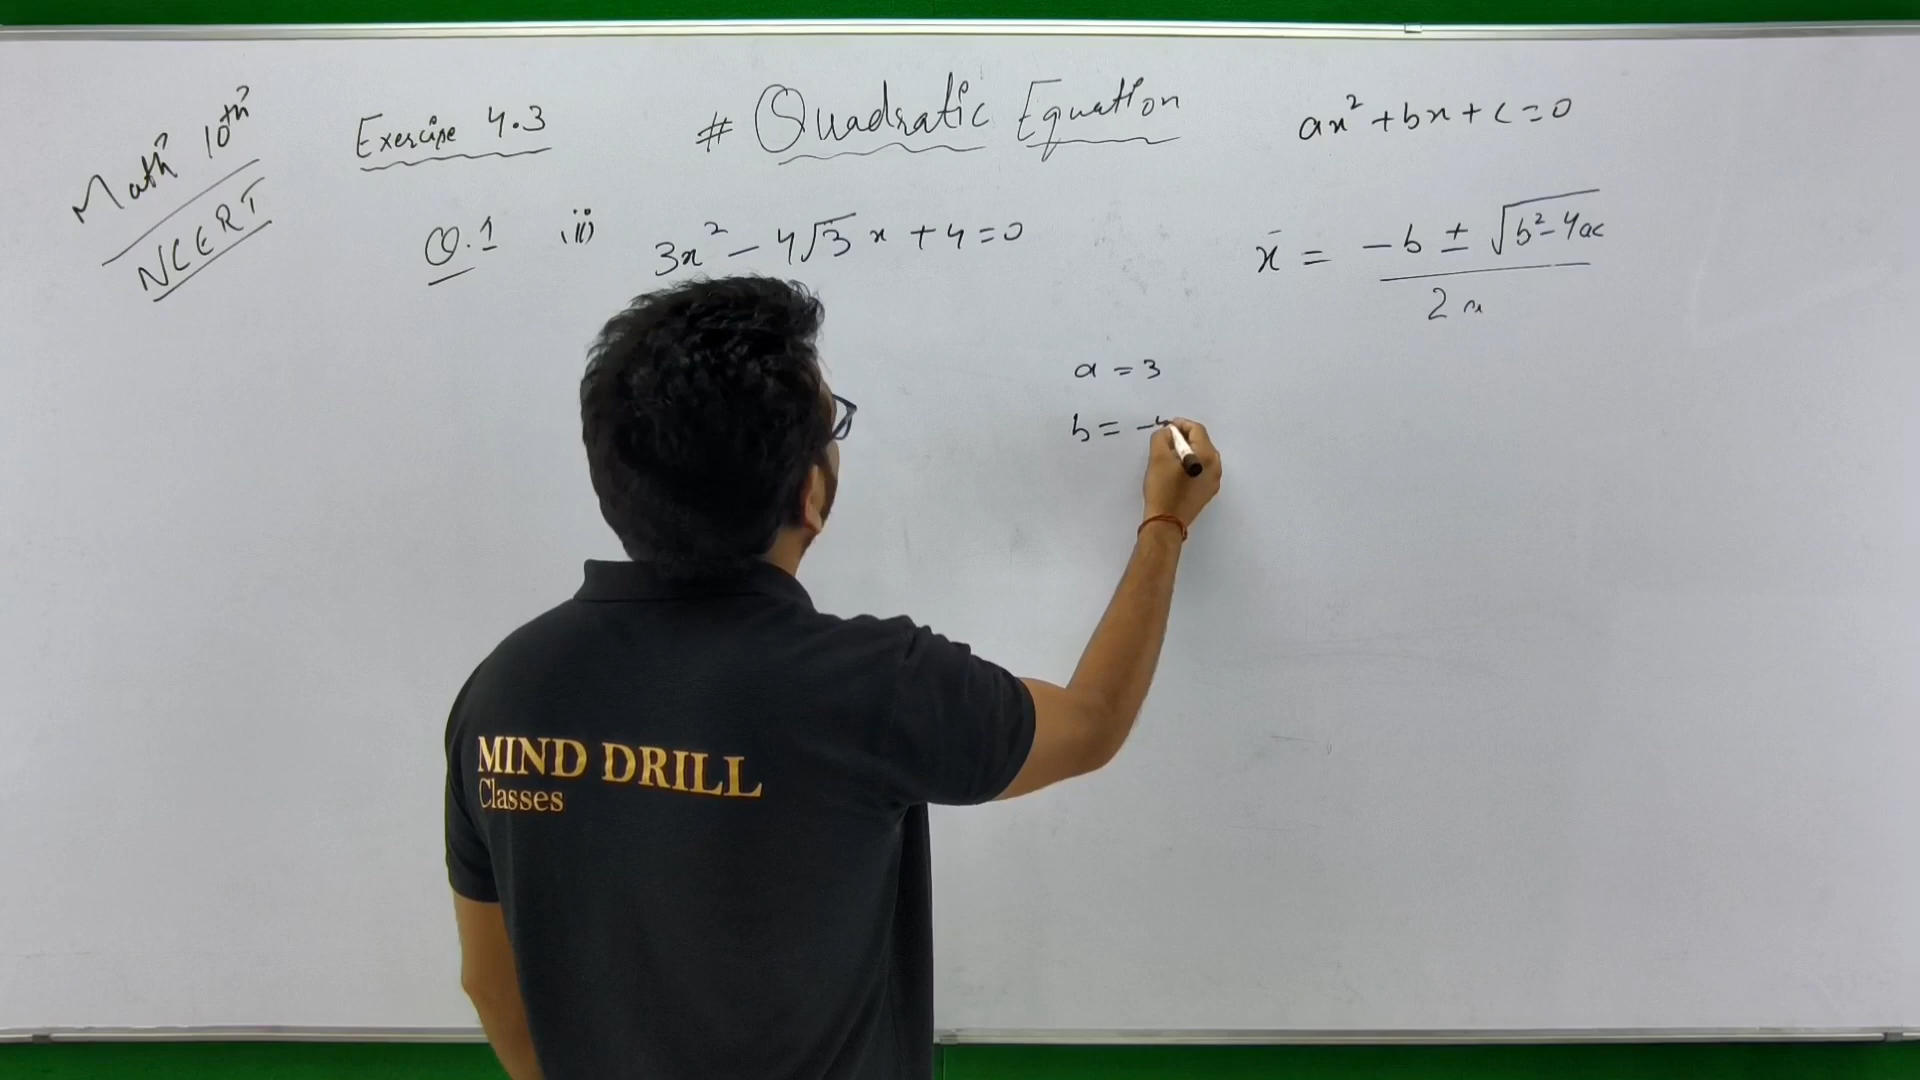 Math 10th
NCERT
Exercise 4.3
# Quadratic Equation
ax² + bx + c = 0
Q.1 (ii) 3x² - 4√3 x + 4 = 0
x = -b ± √b² - 4ac
2a
a = 3
b = -4
MIND DRILL
Classes